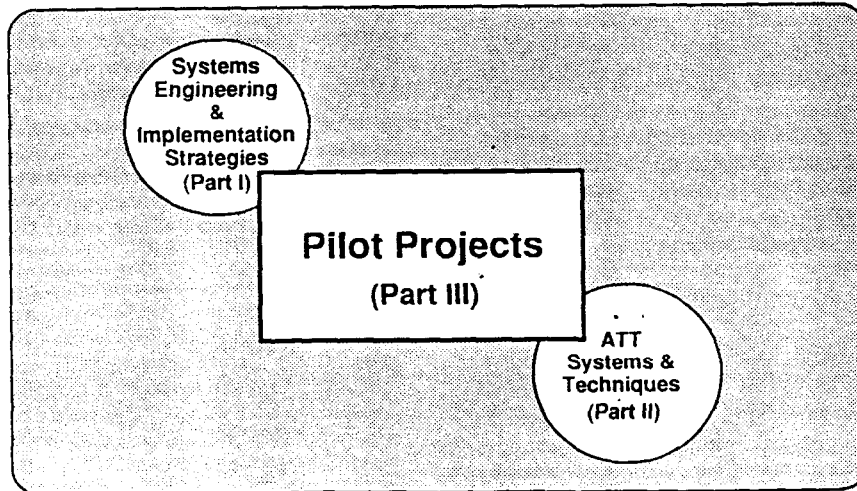 Systems
Engineering
&
Implementation
Strategies
(Part I)
Pilot Projects
(Part III)
ATT
Systems &
Techniques
(Part II)